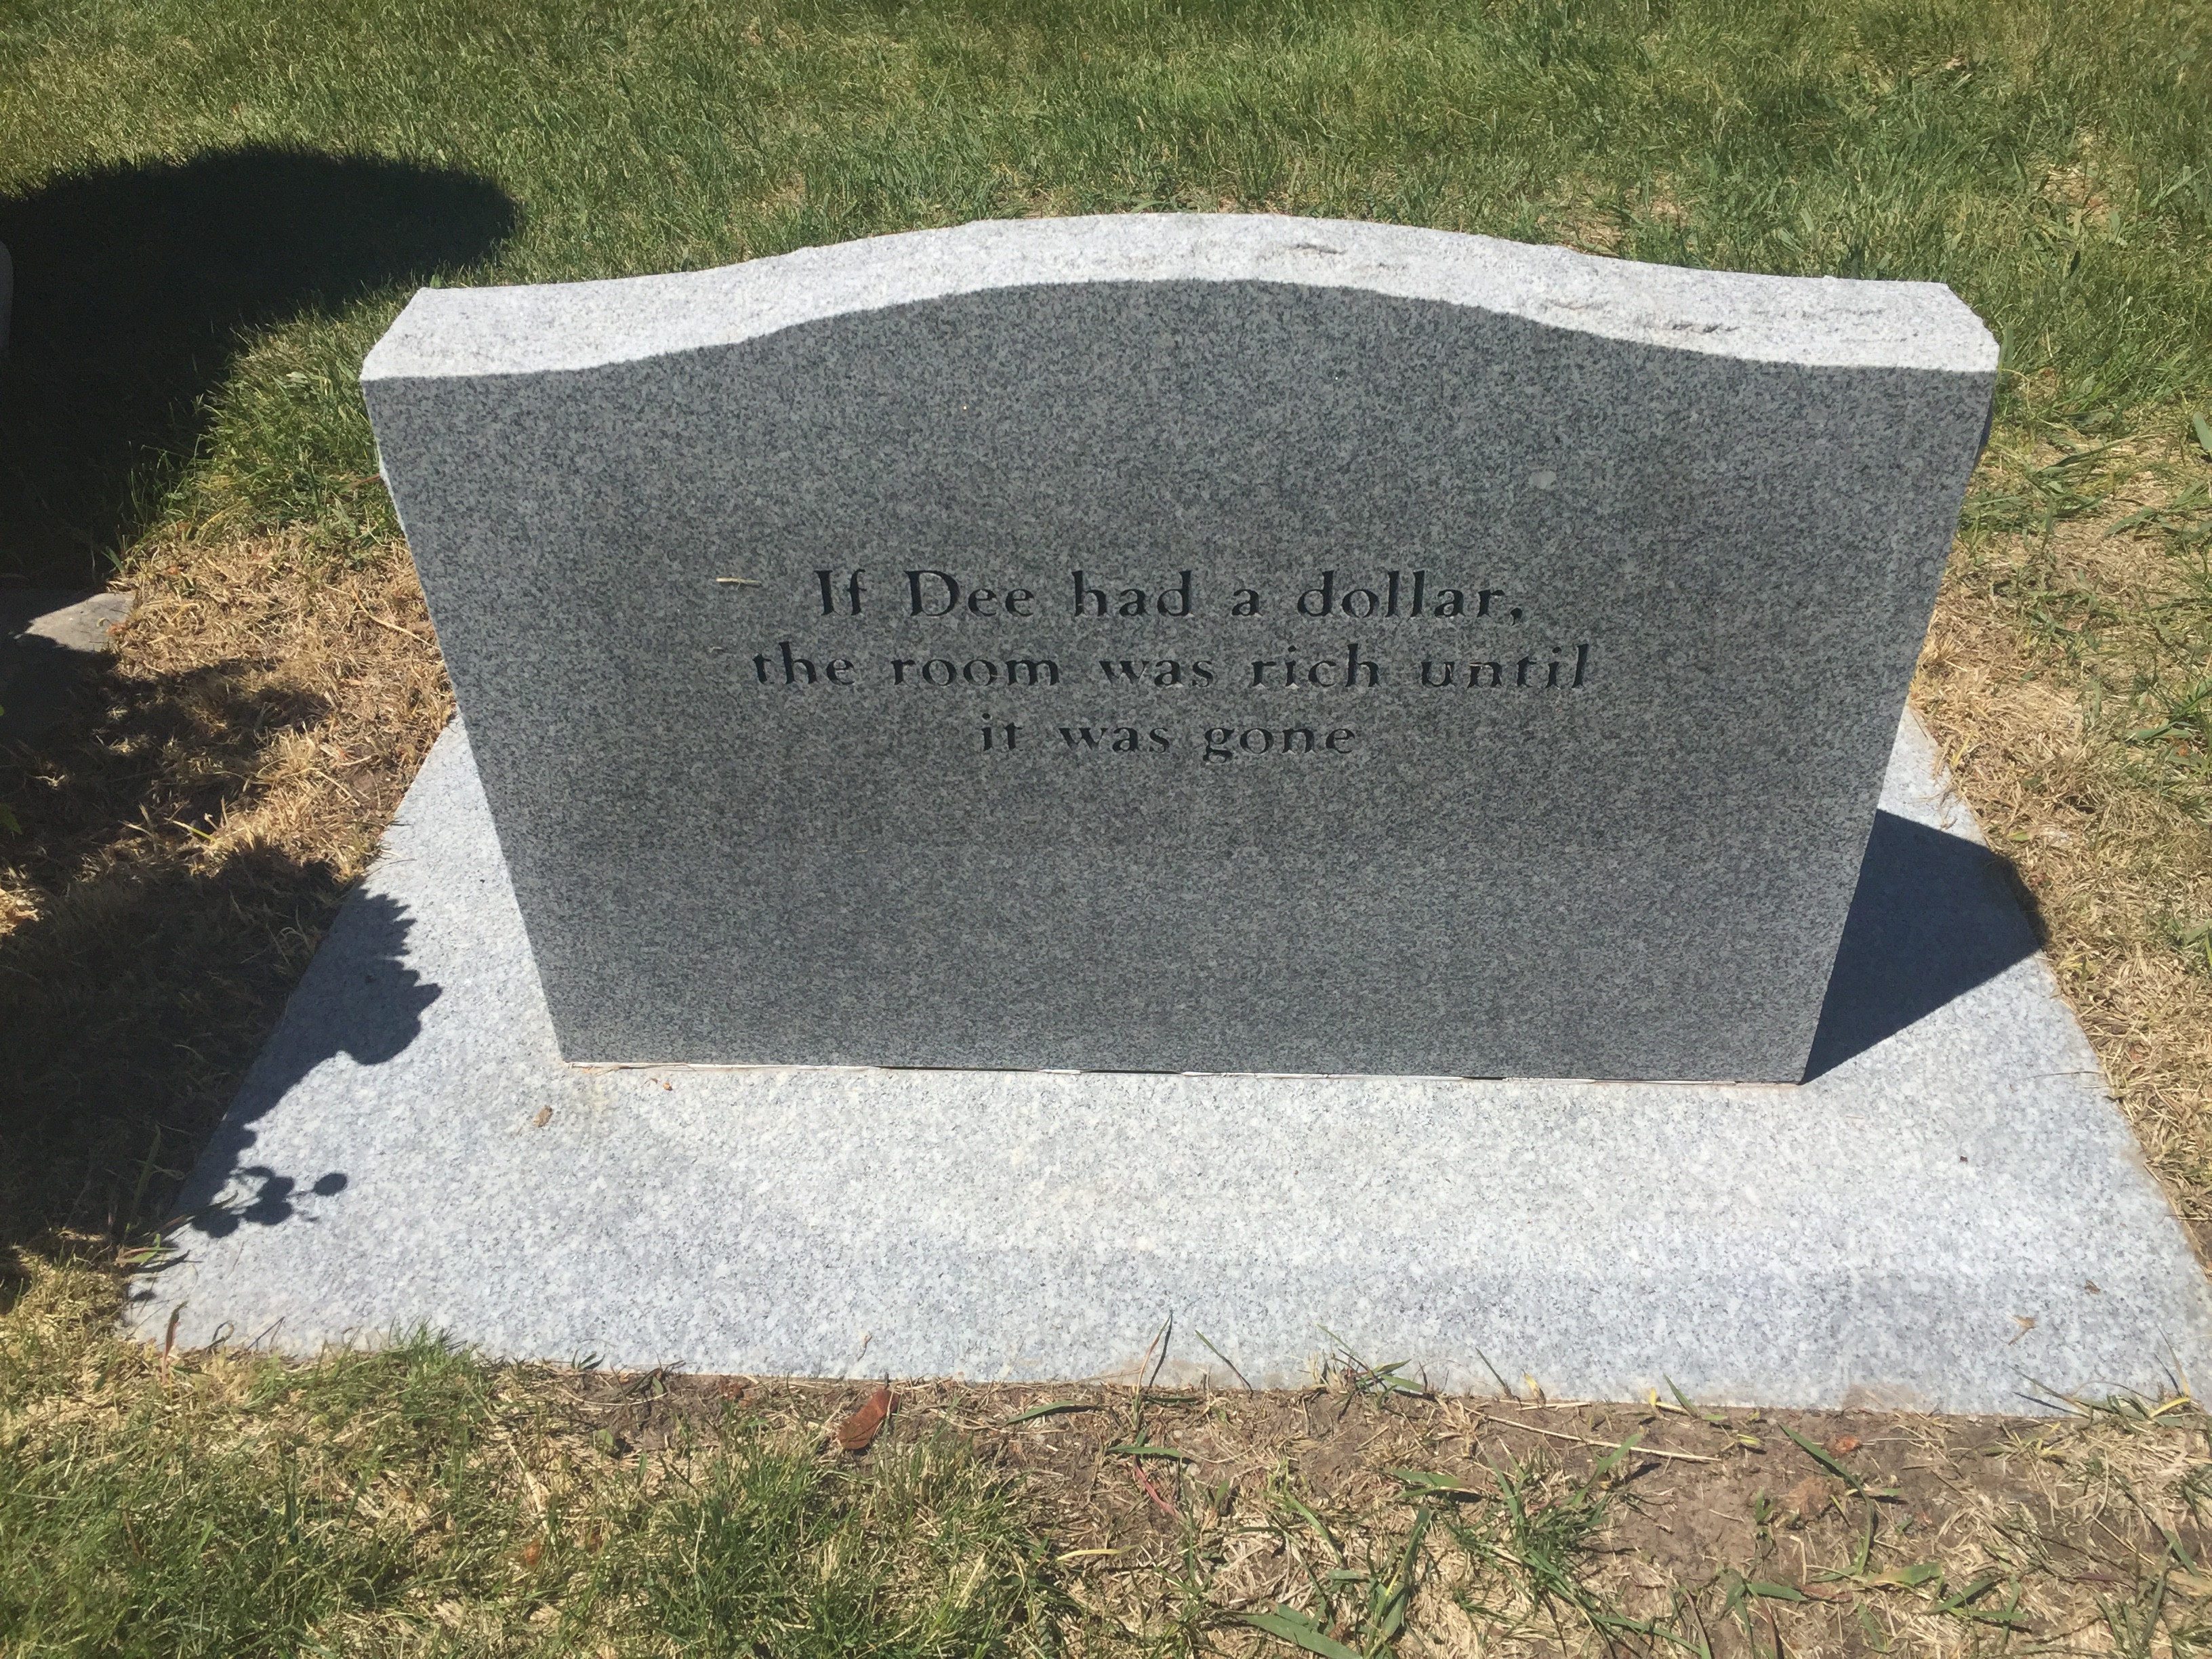 If Dee had a dollar,
the room was rich until
it was gone